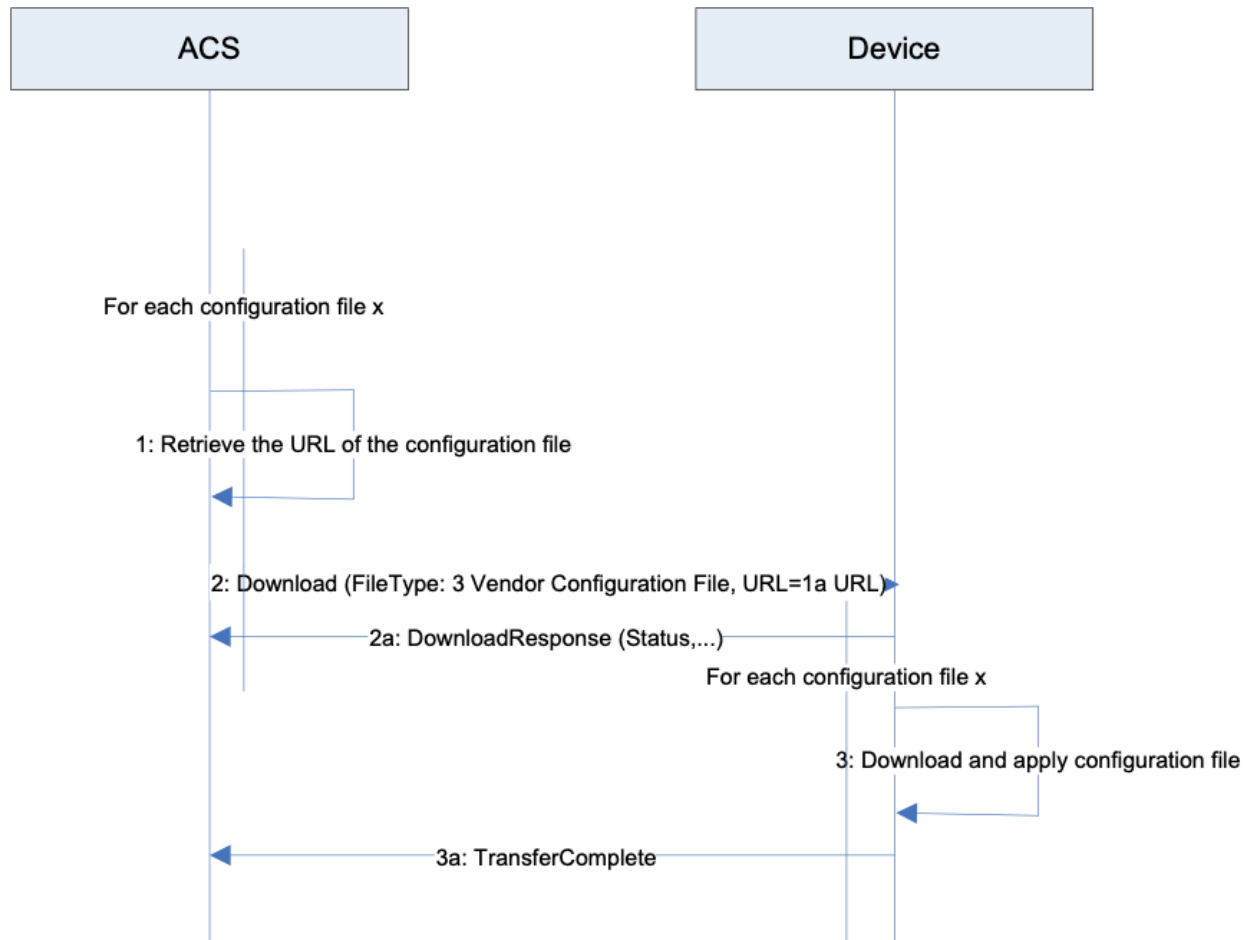 ACS
Device
For each configuration file x
1: Retrieve the URL of the configuration file
2: Download (FileType: 3 Vendor Configuration File, URL=1a URL)
2a: DownloadResponse (Status,...)
For each configuration file x
3: Download and apply configuration file
3a: TransferComplete